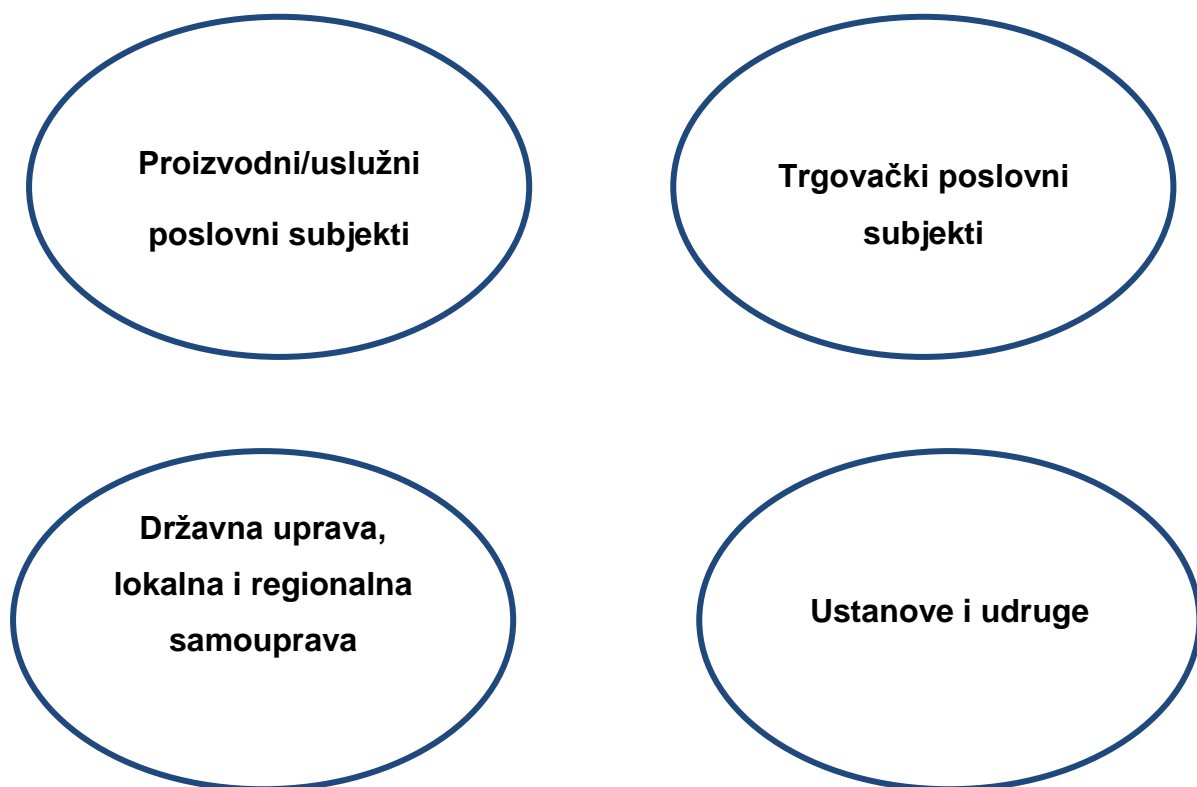 Proizvodni/uslužni
poslovni subjekti
Trgovački poslovni
subjekti
Državna uprava,
lokalna i regionalna
samouprava
Ustanove i udruge